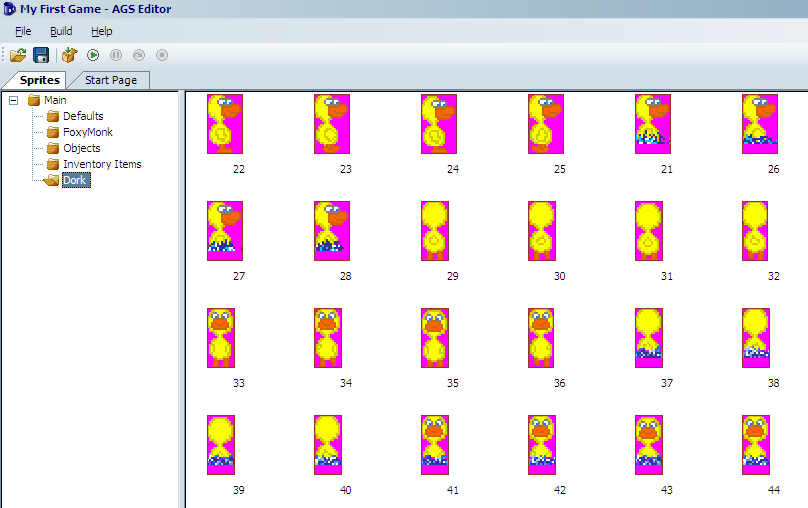 My First Game - AGS Editor
File Build Help
Sprites Start Page
Main
Defaults
FoxyMonk
Objects
Inventory Items
Dork
22 23 24 25 21 26
27 28 29 30 31 32
33 34 35 36 37 38
39 40 41 42 43 44